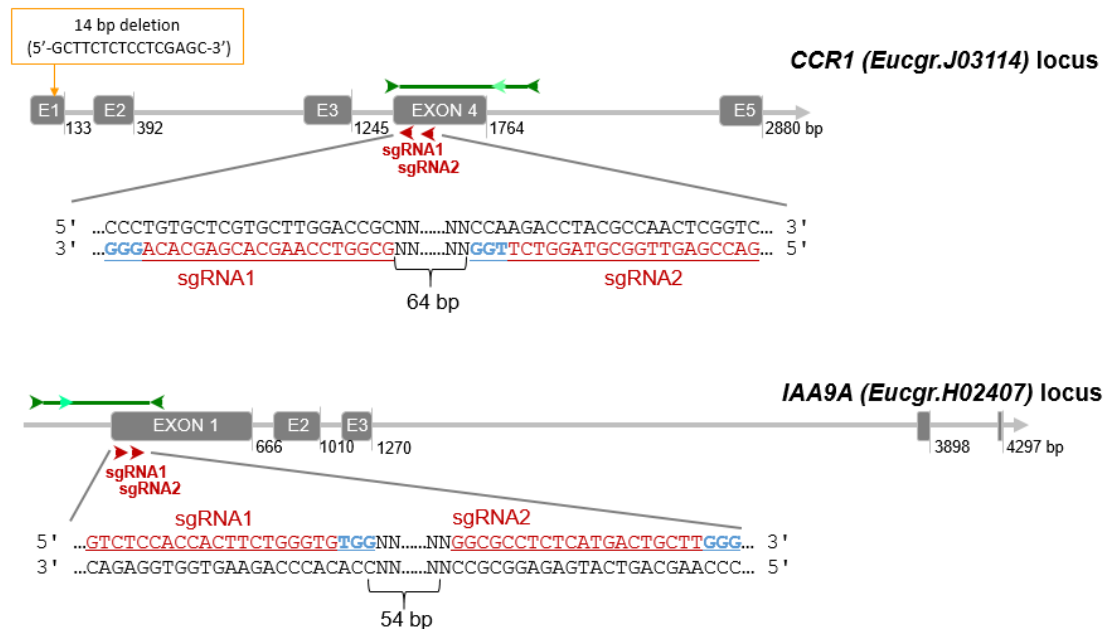 14 bp deletion
(5’-GCTTCTCTCCTCGAGC-3’)
CCR1 (Eucgr.J03114) locus
E1 E2 E3 EXON 4 E5
133 392 1245 1764 2880 bp
sgRNA1
sgRNA2
5' …CCCTGTGCTCGTGCTTGGACCGCNN……NNCCAAGACCTACGCCAACTCGGTC… 3'
3' …GGGACACGAGCACGAACCTGGCGNN……NNGGTTCTGGATGCGGTTGAGCCAG… 5'
sgRNA1 sgRNA2
64 bp
IAA9A (Eucgr.H02407) locus
EXON 1 E2 E3
666 1010 1270 3898 4297 bp
sgRNA1
sgRNA2
sgRNA1 sgRNA2
5' …GTCTCCACCACTTCTGGGTGTGGNN……NNGGCGCCTCTCATGACTGCTTGGG… 3'
3' …CAGAGGTGGTGAAGACCCACACCNN……NNCCGCGGAGAGTACTGACGAACCC… 5'
54 bp